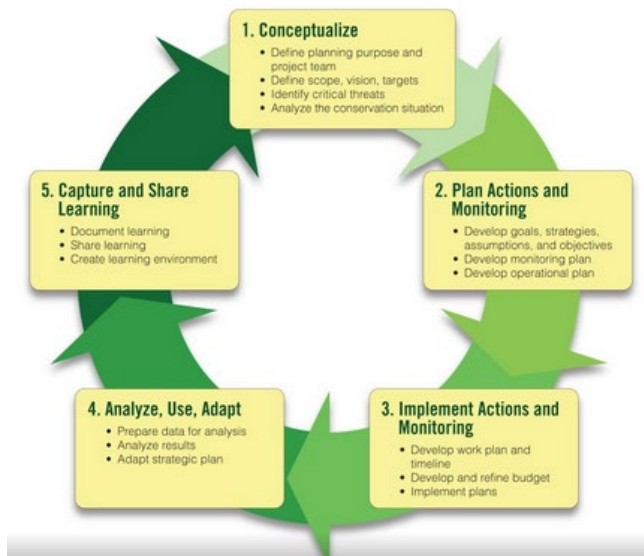 1. Conceptualize
• Define planning purpose and
project team
• Define scope, vision, targets
• Identify critical threats
• Analyze the conservation situation
2. Plan Actions and
Monitoring
• Develop goals, strategies,
assumptions, and objectives
• Develop monitoring plan
• Develop operational plan
3. Implement Actions and
Monitoring
• Develop work plan and
timeline
• Develop and refine budget
• Implement plans
4. Analyze, Use, Adapt
• Prepare data for analysis
• Analyze results
• Adapt strategic plan
5. Capture and Share
Learning
• Document learning
• Share learning
• Create learning environment